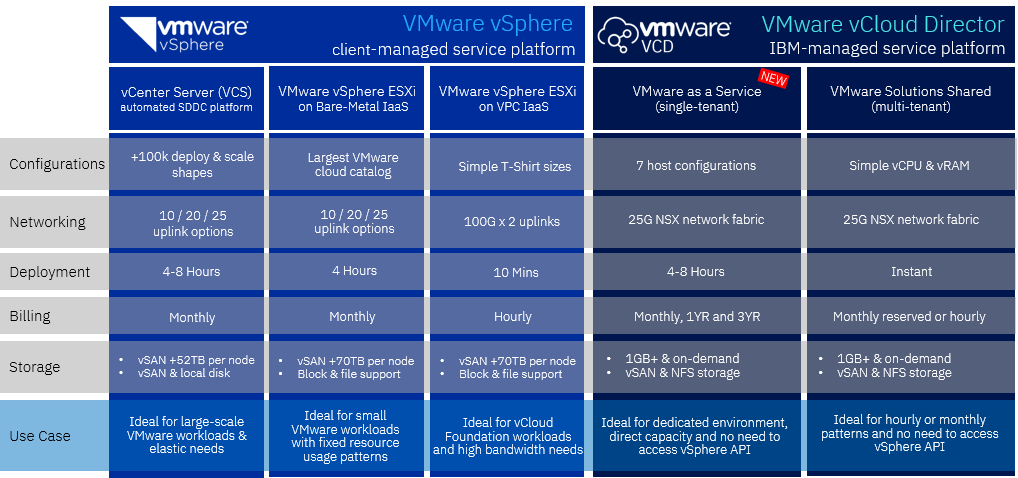 vmware
vSphere
VMware vSphere
client-managed service platform
vmware
VCD
VMware vCloud Director
IBM-managed service platform
vCenter Server (VCS)
automated SDDC platform
VMware vSphere ESXi
on Bare-Metal IaaS
VMware vSphere ESXi
on VPC IaaS
NEW
VMware as a Service
(single-tenant)
VMware Solutions Shared
(multi-tenant)
Configurations
+100k deploy & scale
shapes
Largest VMware
cloud catalog
Simple T-Shirt sizes
7 host configurations
Simple vCPU & vRAM
Networking
10 / 20 / 25
uplink options
10 / 20 / 25
uplink options
100G x 2 uplinks
25G NSX network fabric
25G NSX network fabric
Deployment
4-8 Hours
4 Hours
10 Mins
4-8 Hours
Instant
Billing
Monthly
Monthly
Hourly
Monthly, 1YR and 3YR
Monthly reserved or hourly
Storage
• vSAN +52TB per node
• vSAN & local disk
• vSAN +70TB per node
• Block & file support
• vSAN +70TB per node
• Block & file support
• 1GB+ & on-demand
• vSAN & NFS storage
• 1GB+ & on-demand
• vSAN & NFS storage
Use Case
Ideal for large-scale
VMware workloads &
elastic needs
Ideal for small
VMware workloads
with fixed resource
usage patterns
Ideal for vCloud
Foundation workloads
and high bandwidth needs
Ideal for dedicated environment,
direct capacity and no need to
access vSphere API
Ideal for hourly or monthly
patterns and no need to access
vSphere API